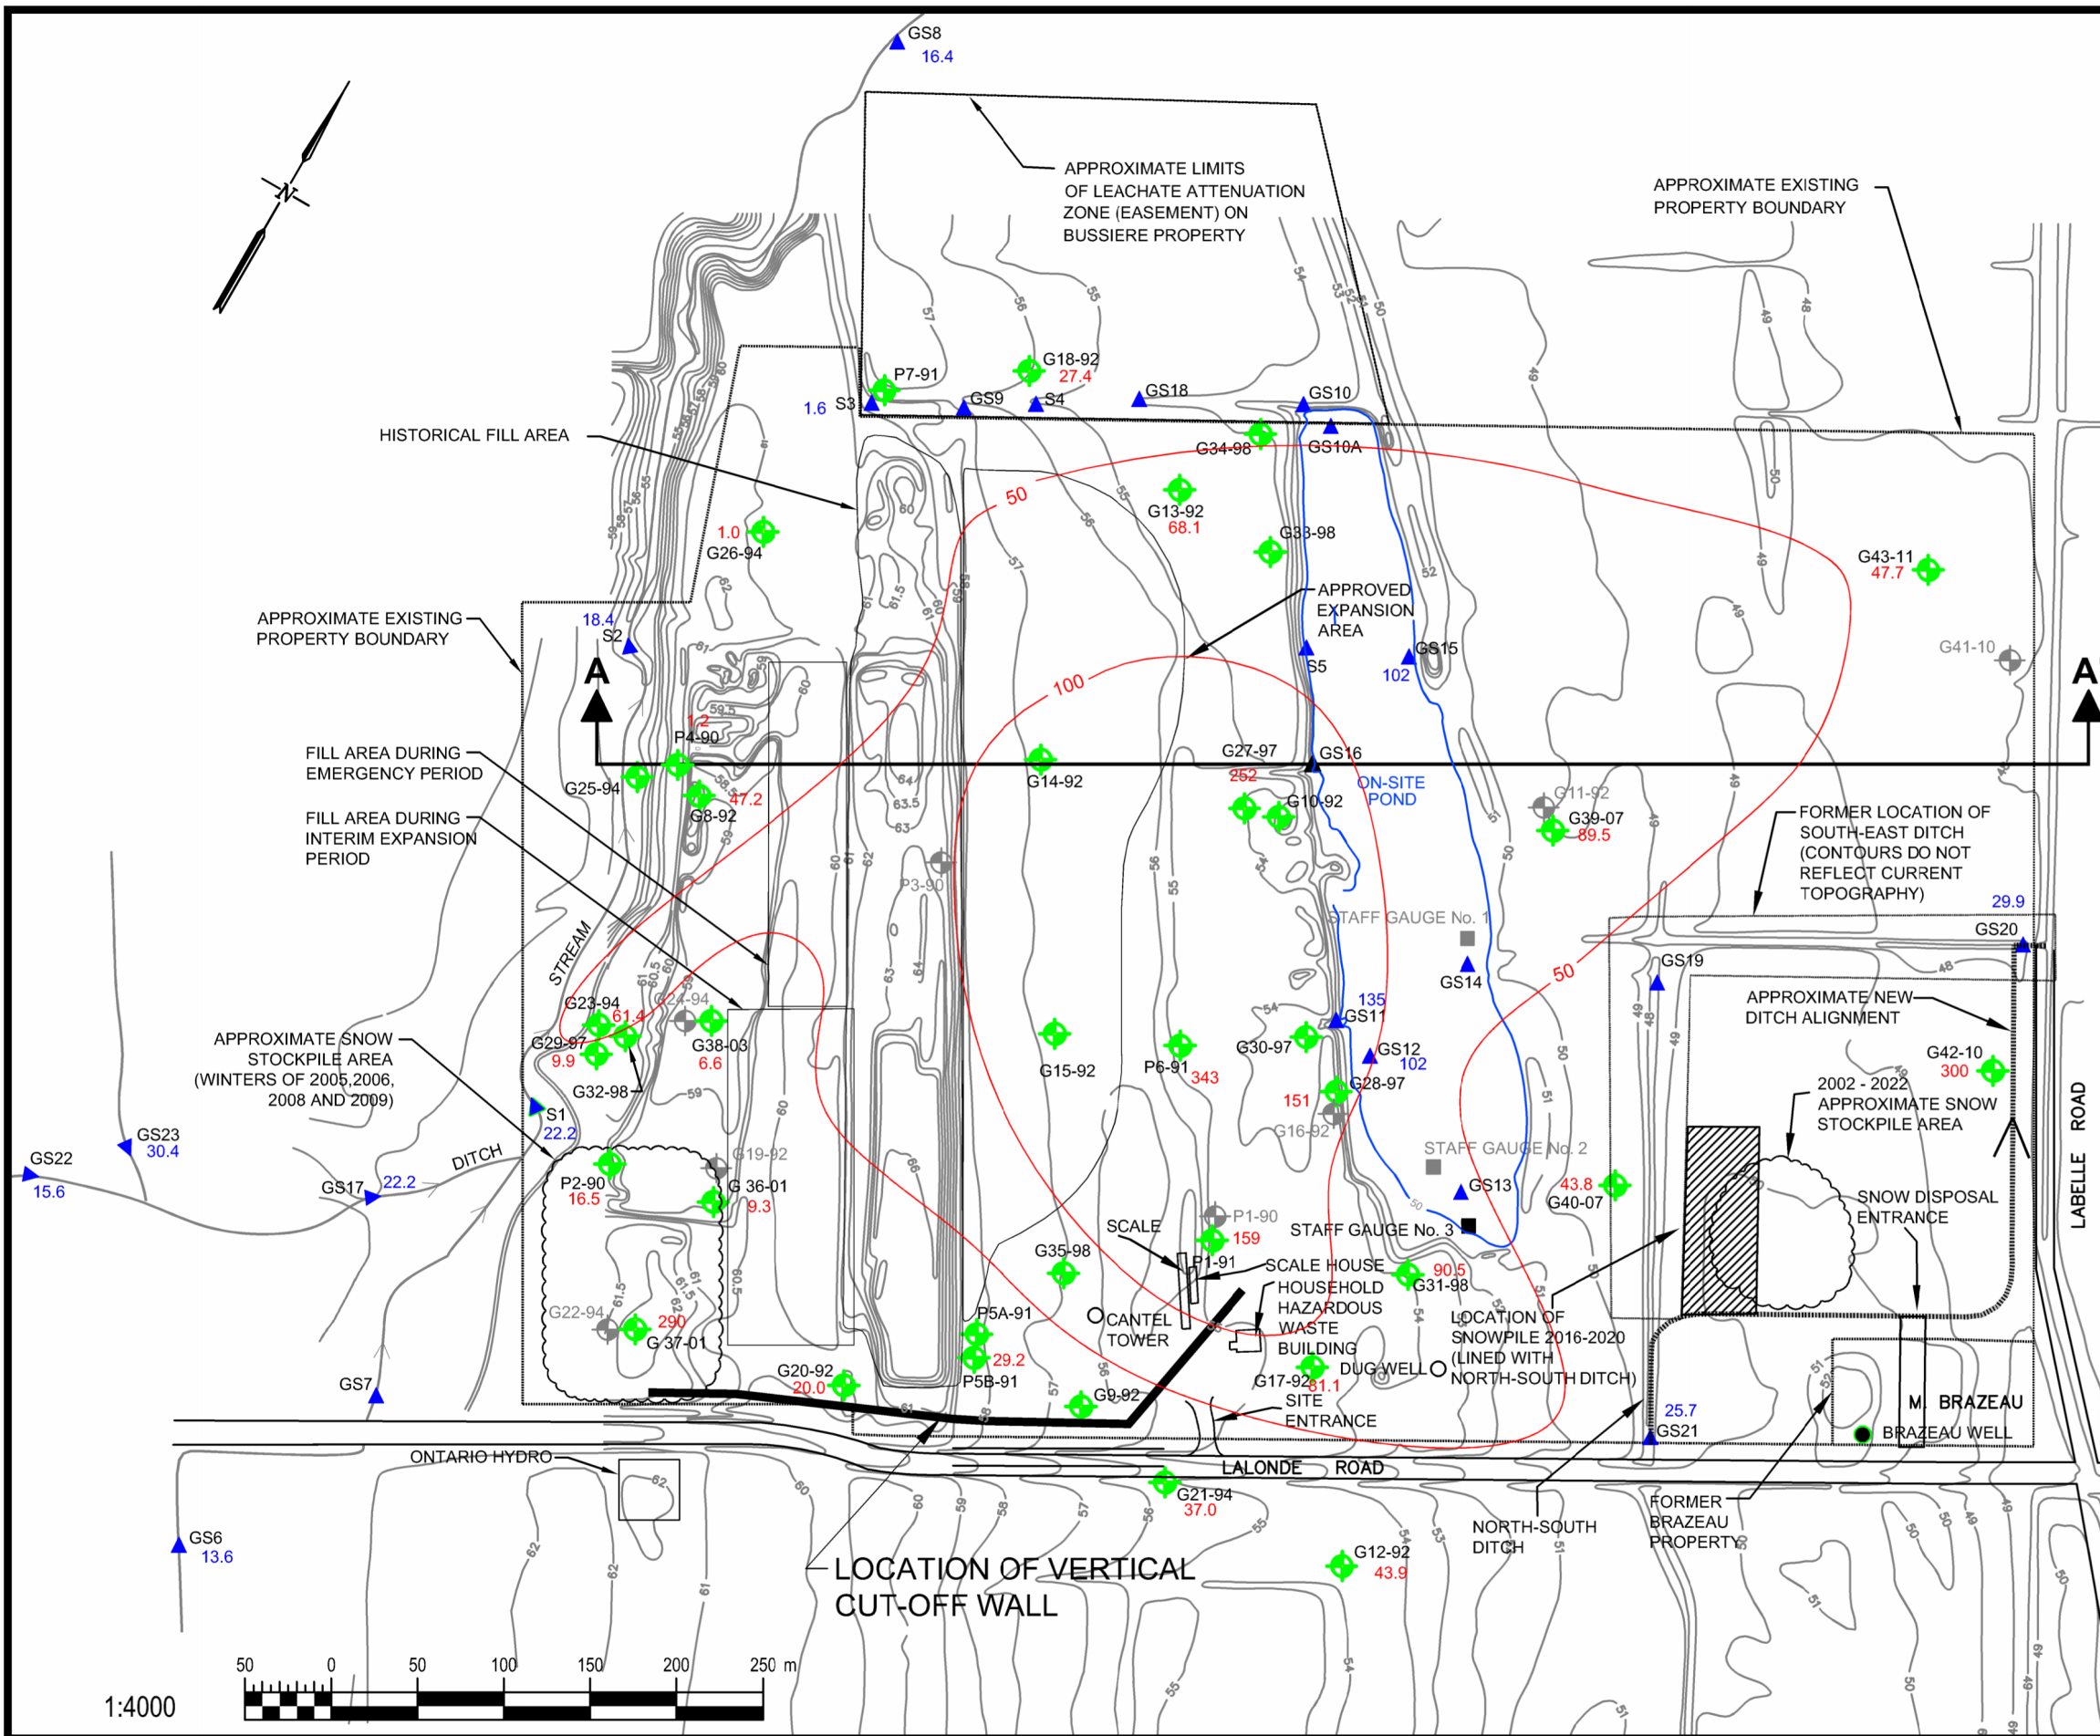 GS8
16.4
N
APPROXIMATE LIMITS
OF LEACHATE ATTENUATION
ZONE (EASEMENT) ON
BUSSIERE PROPERTY
APPROXIMATE EXISTING
PROPERTY BOUNDARY
P7-91
G18-92
27.4
1.6
S3
GS9
S4
GS18
GS10
GS10A
G34-98
HISTORICAL FILL AREA
50
G13-92
68.1
G33-98
1.0
G26-94
G43-11
47.7
APPROVED
EXPANSION
AREA
APPROXIMATE EXISTING
PROPERTY BOUNDARY
18.4
S2
S5
GS15
102
G41-10
A
A
100
1.2
P4-90
FILL AREA DURING
EMERGENCY PERIOD
G25-94
47.2
G8-92
G14-92
G27-97
252
GS16
G10-92
ON-SITE
POND
G11-92
G39-07
89.5
FILL AREA DURING
INTERIM EXPANSION
PERIOD
FORMER LOCATION OF
SOUTH-EAST DITCH
(CONTOURS DO NOT
REFLECT CURRENT
TOPOGRAPHY)
P3-90
STAFF GAUGE No. 1
29.9
GS20
STREAM
GS14
50
GS19
G23-94
61.4
G24-94
G38-03
6.6
G29-97
9.9
G32-98
APPROXIMATE SNOW
STOCKPILE AREA
(WINTERS OF 2005,2006,
2008 AND 2009)
G15-92
P6-91
343
G30-97
135
GS11
GS12
102
G28-97
151
G16-92
APPROXIMATE NEW
DITCH ALIGNMENT
G42-10
300
2002 - 2022
APPROXIMATE SNOW
STOCKPILE AREA
LABELLE ROAD
S1
22.2
GS23
30.4
GS22
15.6
GS17
22.2
DITCH
P2-90
16.5
G19-92
G 36-01
9.3
STAFF GAUGE No. 2
GS13
43.8
G40-07
SNOW DISPOSAL
ENTRANCE
P1-90
159
P1-91
STAFF GAUGE No. 3
SCALE
SCALE HOUSE
G35-98
90.5
G31-98
HOUSEHOLD
HAZARDOUS
WASTE
BUILDING
LOCATION OF
SNOWPILE 2016-2020
(LINED WITH
NORTH-SOUTH DITCH)
G22-94
290
G 37-01
P5A-91
CANTEL
TOWER
29.2
P5B-91
G20-92
20.0
G9-92
G17-92
81.1
DUG WELL
SITE
ENTRANCE
GS7
M. BRAZEAU
25.7
GS21
BRAZEAU WELL
ONTARIO HYDRO
LALONDE ROAD
G21-94
37.0
NORTH-SOUTH
DITCH
FORMER
BRAZEAU
PROPERTY
GS6
13.6
G12-92
43.9
LOCATION OF VERTICAL
CUT-OFF WALL
50 0 50 100 150 200 250 m
1:4000